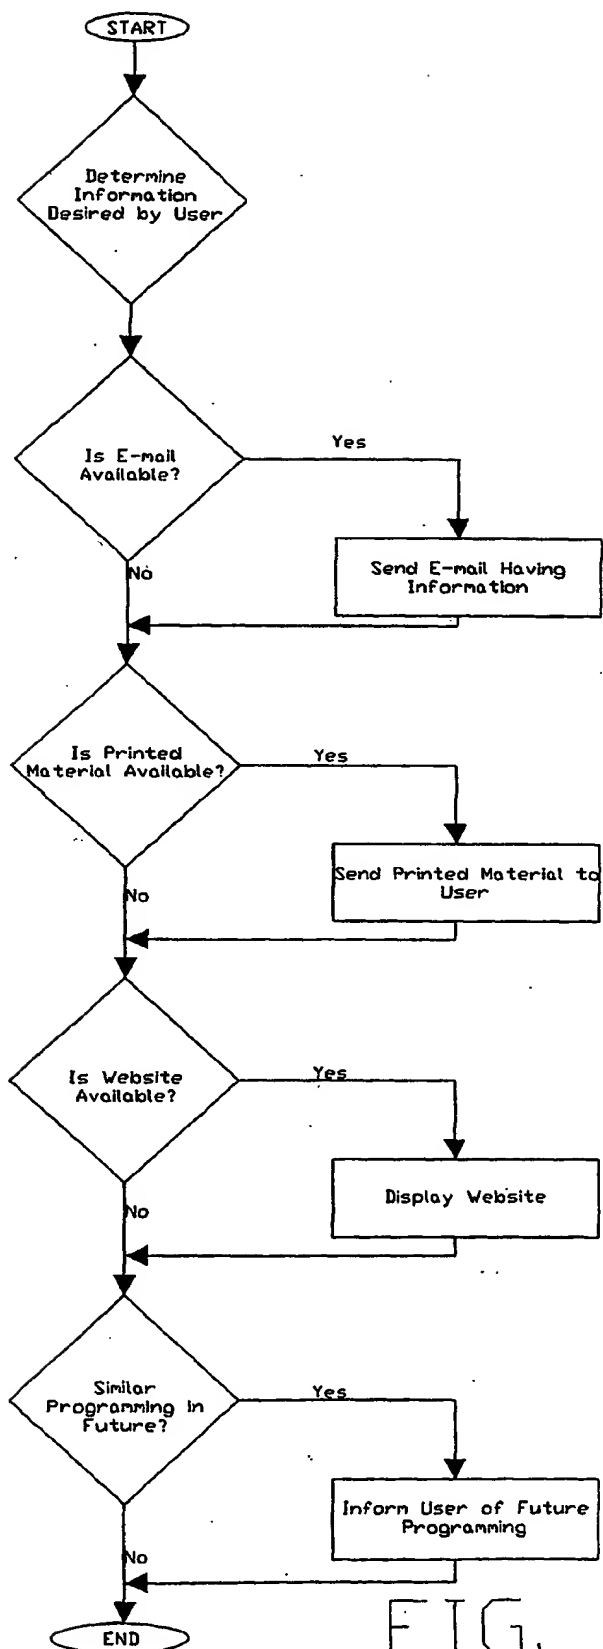 START
Determine
Information
Desired by User
Is E-mail
Available?
Yes
No
Send E-mail Having
Information
Is Printed
Material Available?
Yes
No
Send Printed Material to
User
Is Website
Available?
Yes
No
Display Website
Similar
Programming in
Future?
Yes
No
Inform User of Future
Programming
END
FIG.